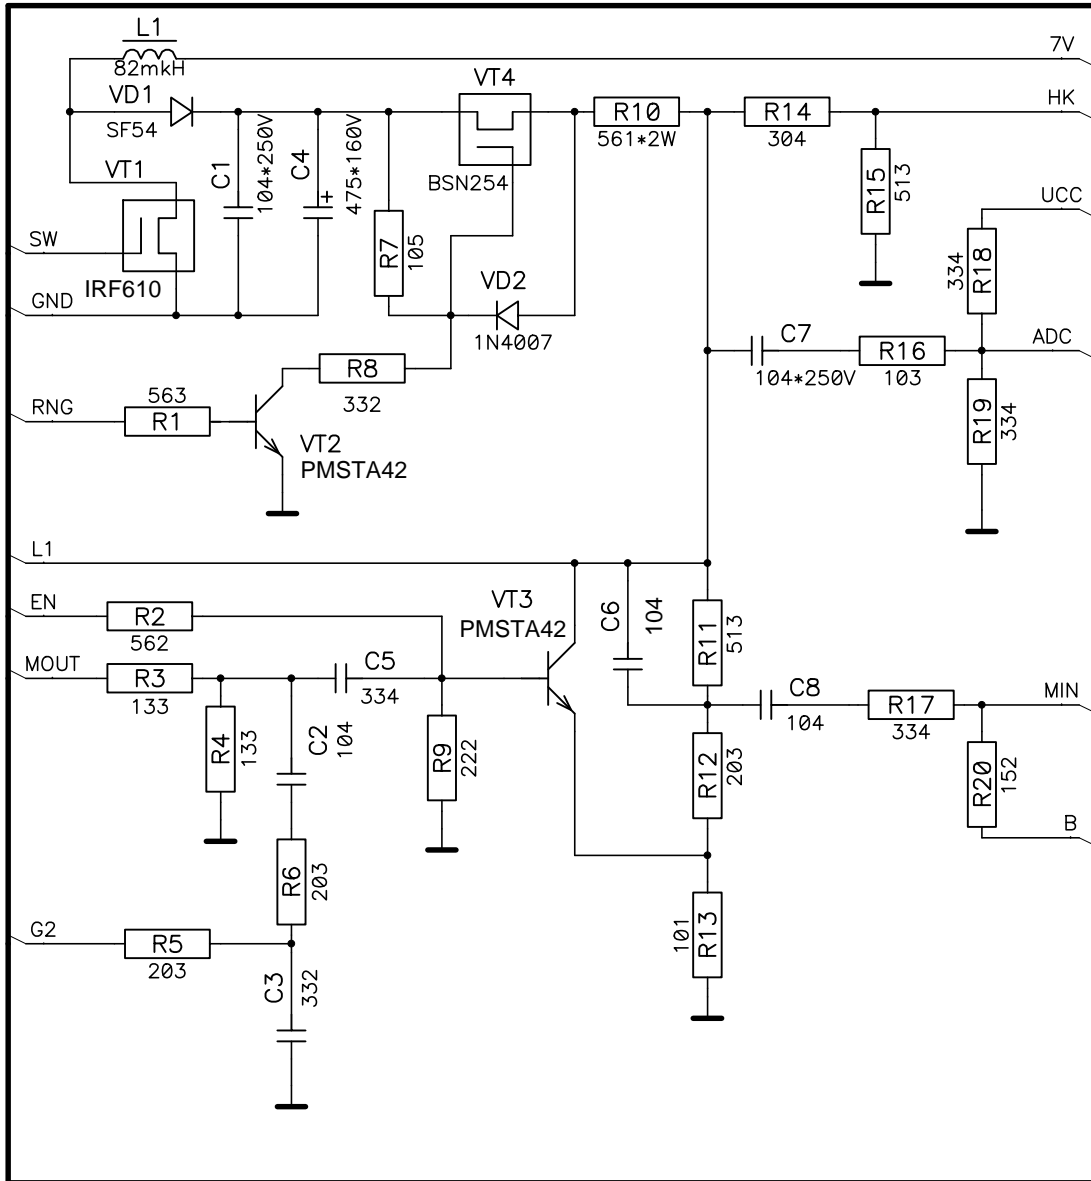 L1
82mkH
7V
VD1
SF54
VT4
BSN254
R10
561*2W
R14
304
HK
VT1
IRF610
C1
104*250V
C4
475*160V
+
R7
105
R15
513
UCC
SW
GND
VD2
1N4007
334
R18
C7
104*250V
R16
103
ADC
R8
332
RNG
563
R1
VT2
PMSTA42
R19
334
L1
EN
R2
562
VT3
PMSTA42
C6
104
R11
513
MOUT
R3
133
C5
334
C8
104
R17
334
MIN
R4
133
C2
104
R9
222
R12
203
R20
152
B
R6
203
G2
R5
203
101
R13
C3
332